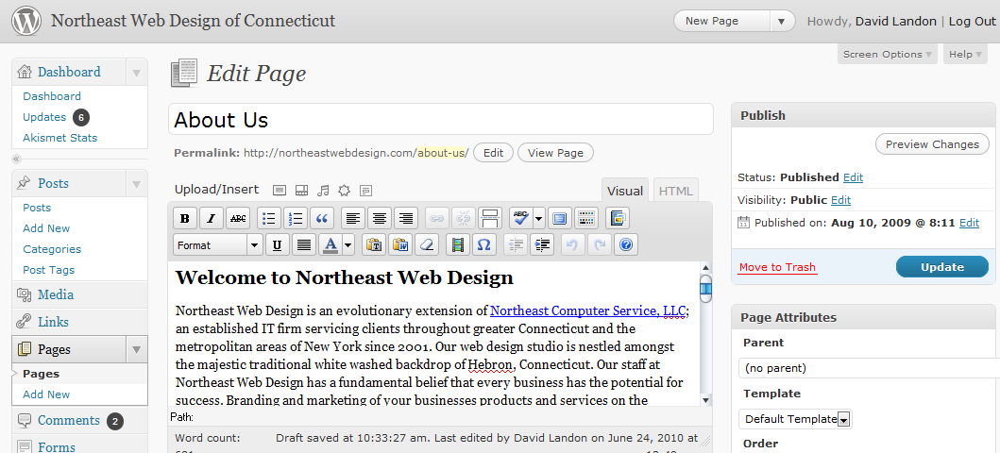 Northeast Web Design of Connecticut
New Page
Howdy, David Landon | Log Out
Screen Options
Help
Dashboard
Dashboard
Updates 6
Akismet Stats
Posts
Posts
Add New
Categories
Post Tags
Media
Links
Pages
Pages
Add New
Comments 2
Forms
Edit Page
About Us
Permalink: http://northeastwebdesign.com/about-us/ Edit View Page
Upload/Insert
Visual HTML
B I ABC ABC
Format U A
Welcome to Northeast Web Design
Northeast Web Design is an evolutionary extension of Northeast Computer Service, LLC;
an established IT firm servicing clients throughout greater Connecticut and the
metropolitan areas of New York since 2001. Our web design studio is nestled amongst
the majestic traditional white washed backdrop of Hebron, Connecticut. Our staff at
Northeast Web Design has a fundamental belief that every business has the potential for
success. Branding and marketing of your businesses products and services on the
Path:
Word count: Draft saved at 10:33:27 am. Last edited by David Landon on June 24, 2010 at
Publish
Preview Changes
Status: Published Edit
Visibility: Public Edit
Published on: Aug 10, 2009 @ 8:11 Edit
Move to Trash
Update
Page Attributes
Parent
(no parent)
Template
Default Template
Order